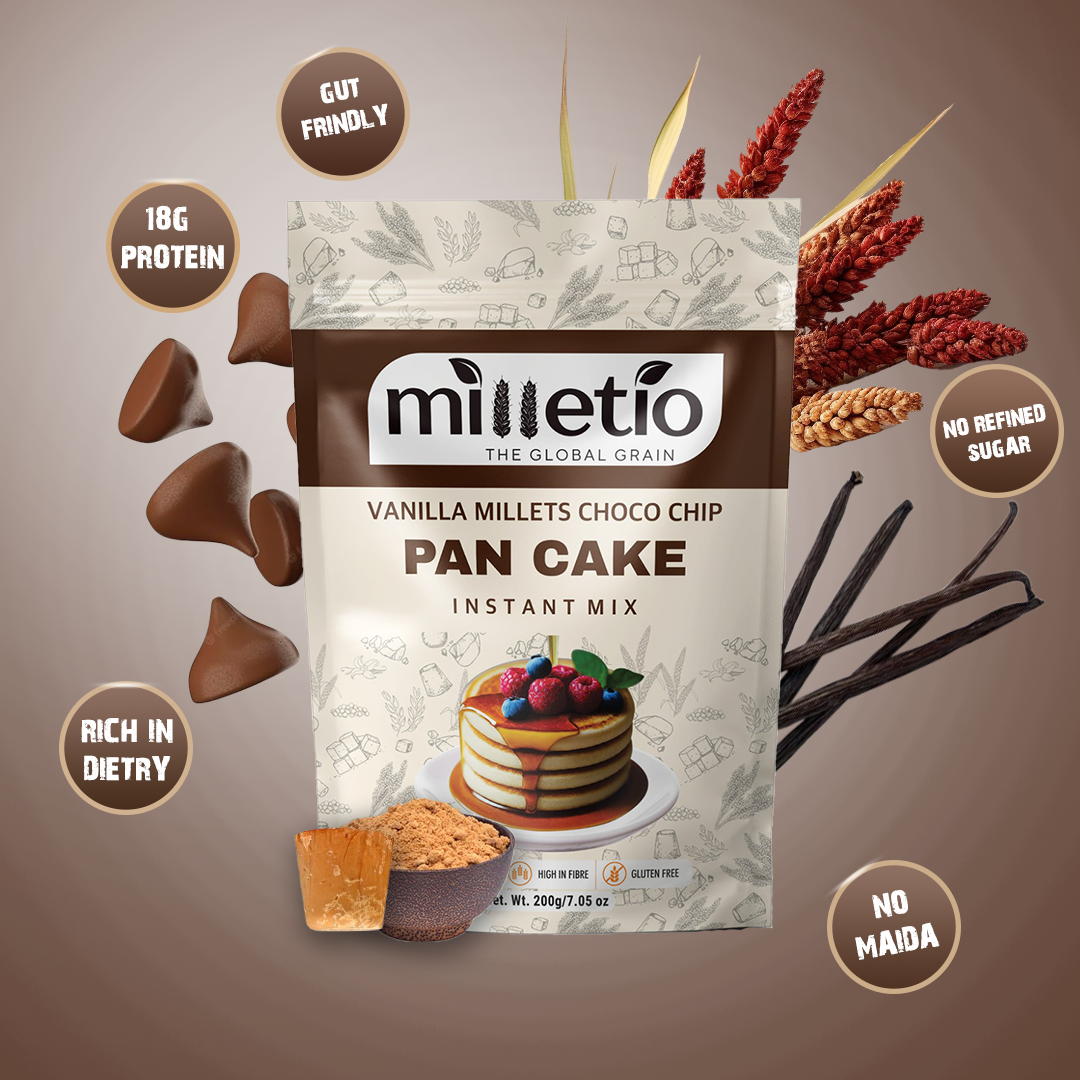 GUT
FRINDLY
18G
PROTEIN
milletio
THE GLOBAL GRAIN
NO REFINED
SUGAR
VANILLA MILLETS CHOCO CHIP
PAN CAKE
INSTANT MIX
RICH IN
DIETRY
HIGH IN FIBRE
GLUTEN FREE
et. Wt. 200g/7.05 oz
NO
MAIDA